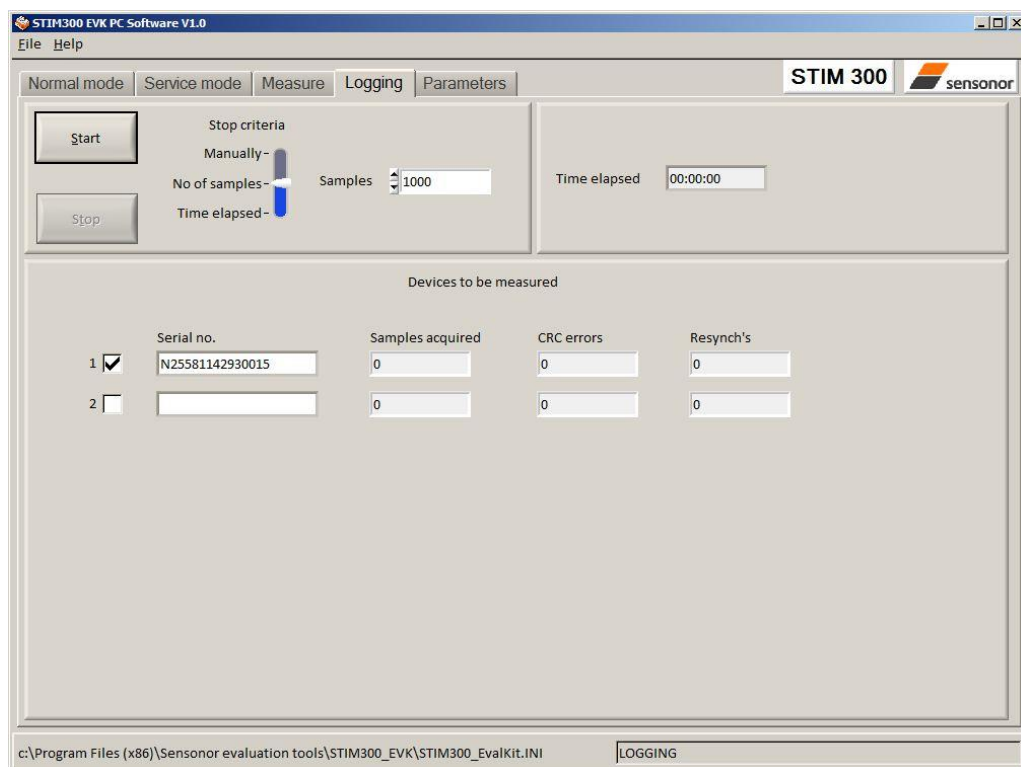 STIM300 EVK PC Software V1.0
File Help
Normal mode Service mode Measure Logging Parameters STIM 300 sensonor
Start
Stop criteria
Manually
No of samples
Time elapsed
Samples 1000
Stop
Time elapsed 00:00:00
Devices to be measured
Serial no. Samples acquired CRC errors Resynch's
1 N25581142930015 0 0 0
2 0 0 0
c:\Program Files (x86)\Sensonor evaluation tools\STIM300_EVK\STIM300_EvalKit.INI LOGGING